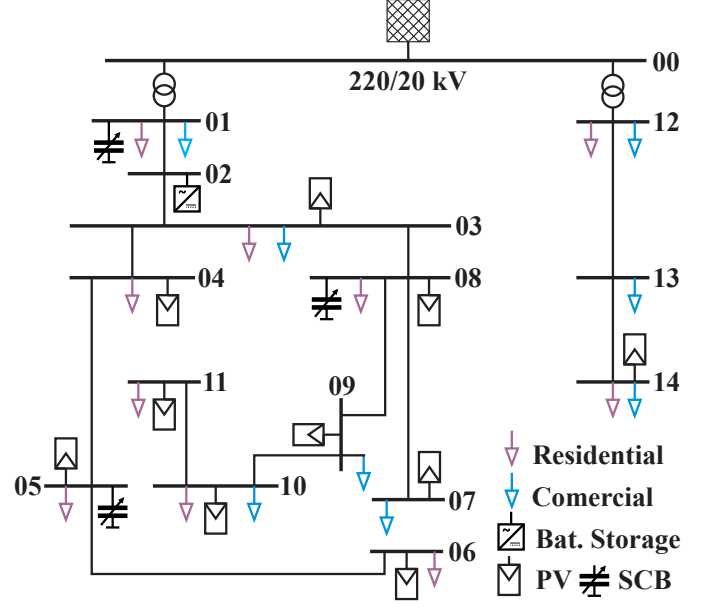 00
220/20 kV
01
12
02
03
04
08
13
11
09
14
Residential
05
10
07
Comercial
06
Bat. Storage
PV
SCB